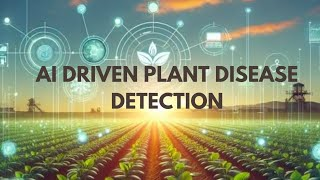 AI DRIVEN PLANT DISEASE
DETECTION